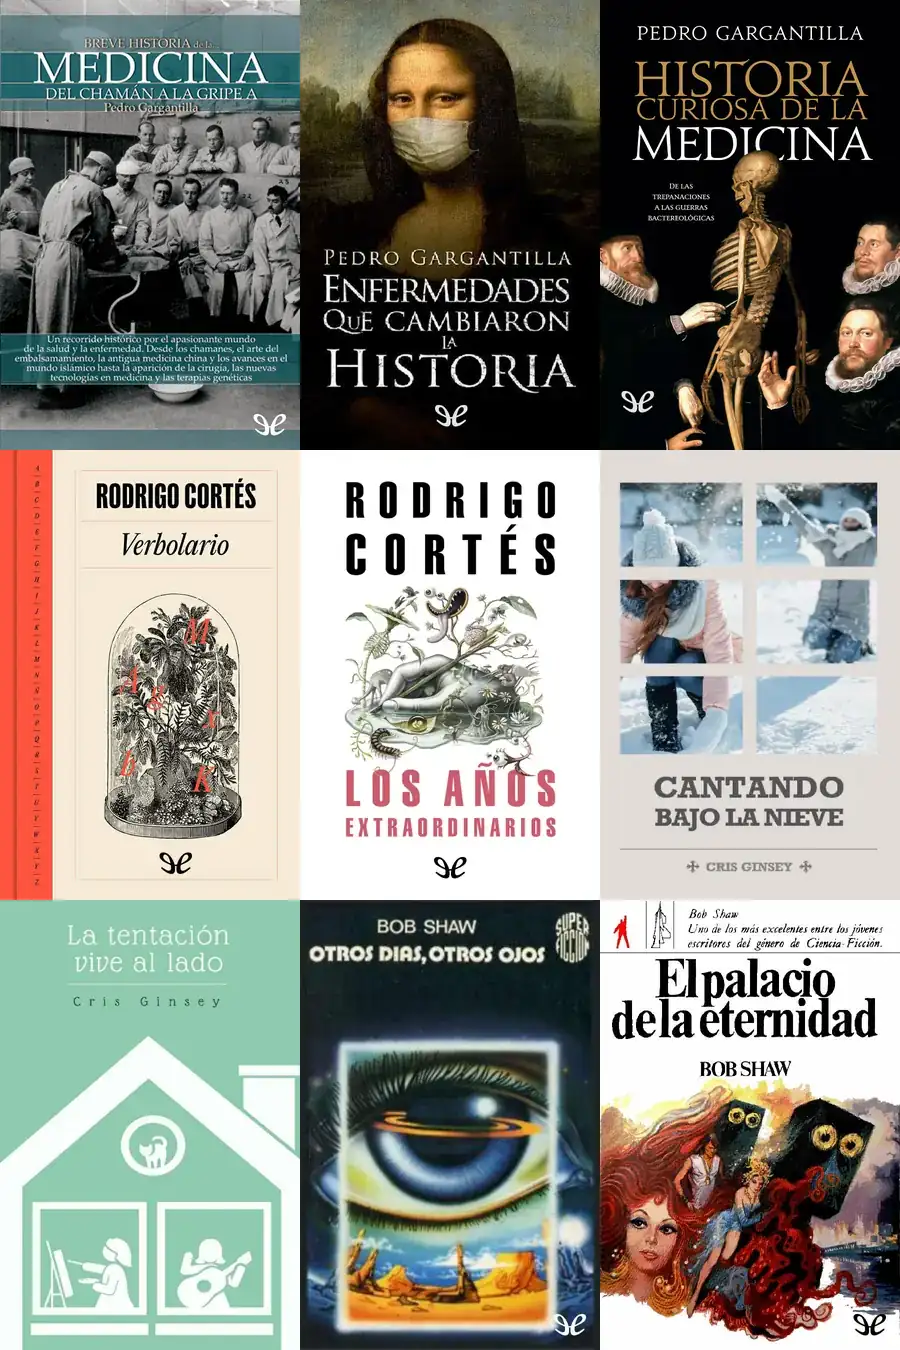 BREVE HISTORIA de la...
MEDICINA
DEL CHAMÁN A LA GRIPE A
Pedro Gargantilla
Un recorrido histórico por el apasionante mundo
de la salud y la enfermedad. Desde los chamanes, el arte del
embalsamamiento, la antigua medicina china y los avances en el
mundo islámico hasta la aparición de la cirugía, las nuevas
tecnologías en medicina y las terapias genéticas
PEDRO GARGANTILLA
ENFERMEDADES
QUE CAMBIARON
LA
HISTORIA
PEDRO GARGANTILLA
HISTORIA
CURIOSA DE LA
MEDICINA
DE LAS
TREPANACIONES
A LAS GUERRAS
BACTEREOLÓGICAS
A
B
C
D
E
F
G
H
I
J
K
L
M
N
Ñ
O
P
Q
R
S
T
U
V
W
X
Y
Z
RODRIGO CORTÉS
Verbolario
RODRIGO
CORTÉS
LOS AÑOS
EXTRAORDINARIOS
CANTANDO
BAJO LA NIEVE
CRIS GINSEY
La tentación
vive al lado
Cris Ginsey
BOB SHAW
OTROS DIAS, OTROS OJOS
SUPER
FICCION
Bob Shaw
Uno de los más excelentes entre los jóvenes
escritores del género de Ciencia-Ficción.
El palacio
de la eternidad
BOB SHAW